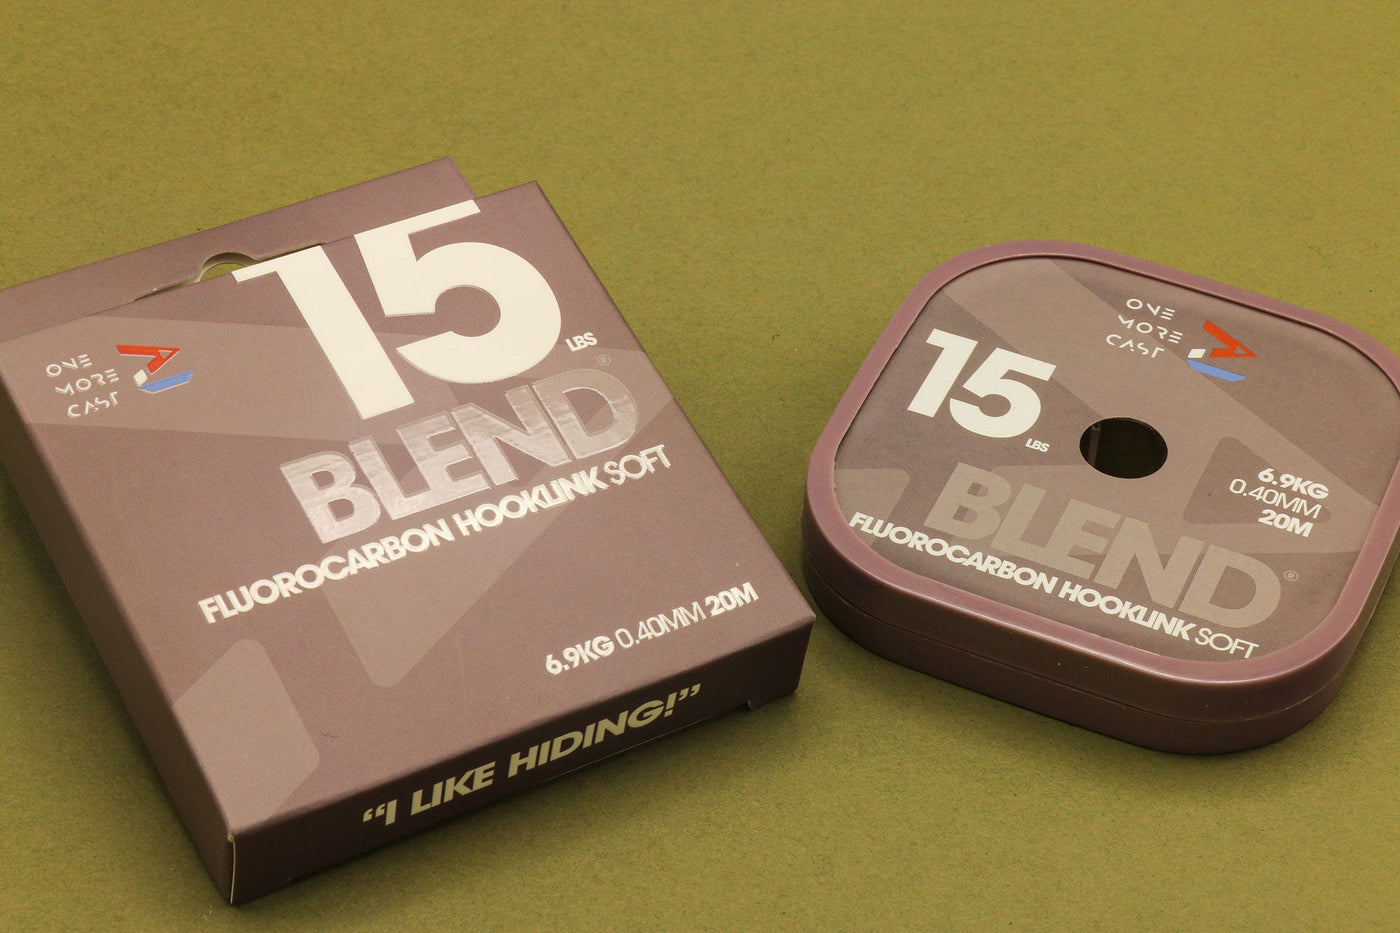 ONE
MORE
CAST
15
LBS
BLEND®
FLUOROCARBON HOOKLINK SOFT
6.9KG 0.40MM 20M
“I LIKE HIDING!”
ONE
MORE
CAST
15
LBS
6.9KG
0.40MM
20M
BLEND®
FLUOROCARBON HOOKLINK SOFT